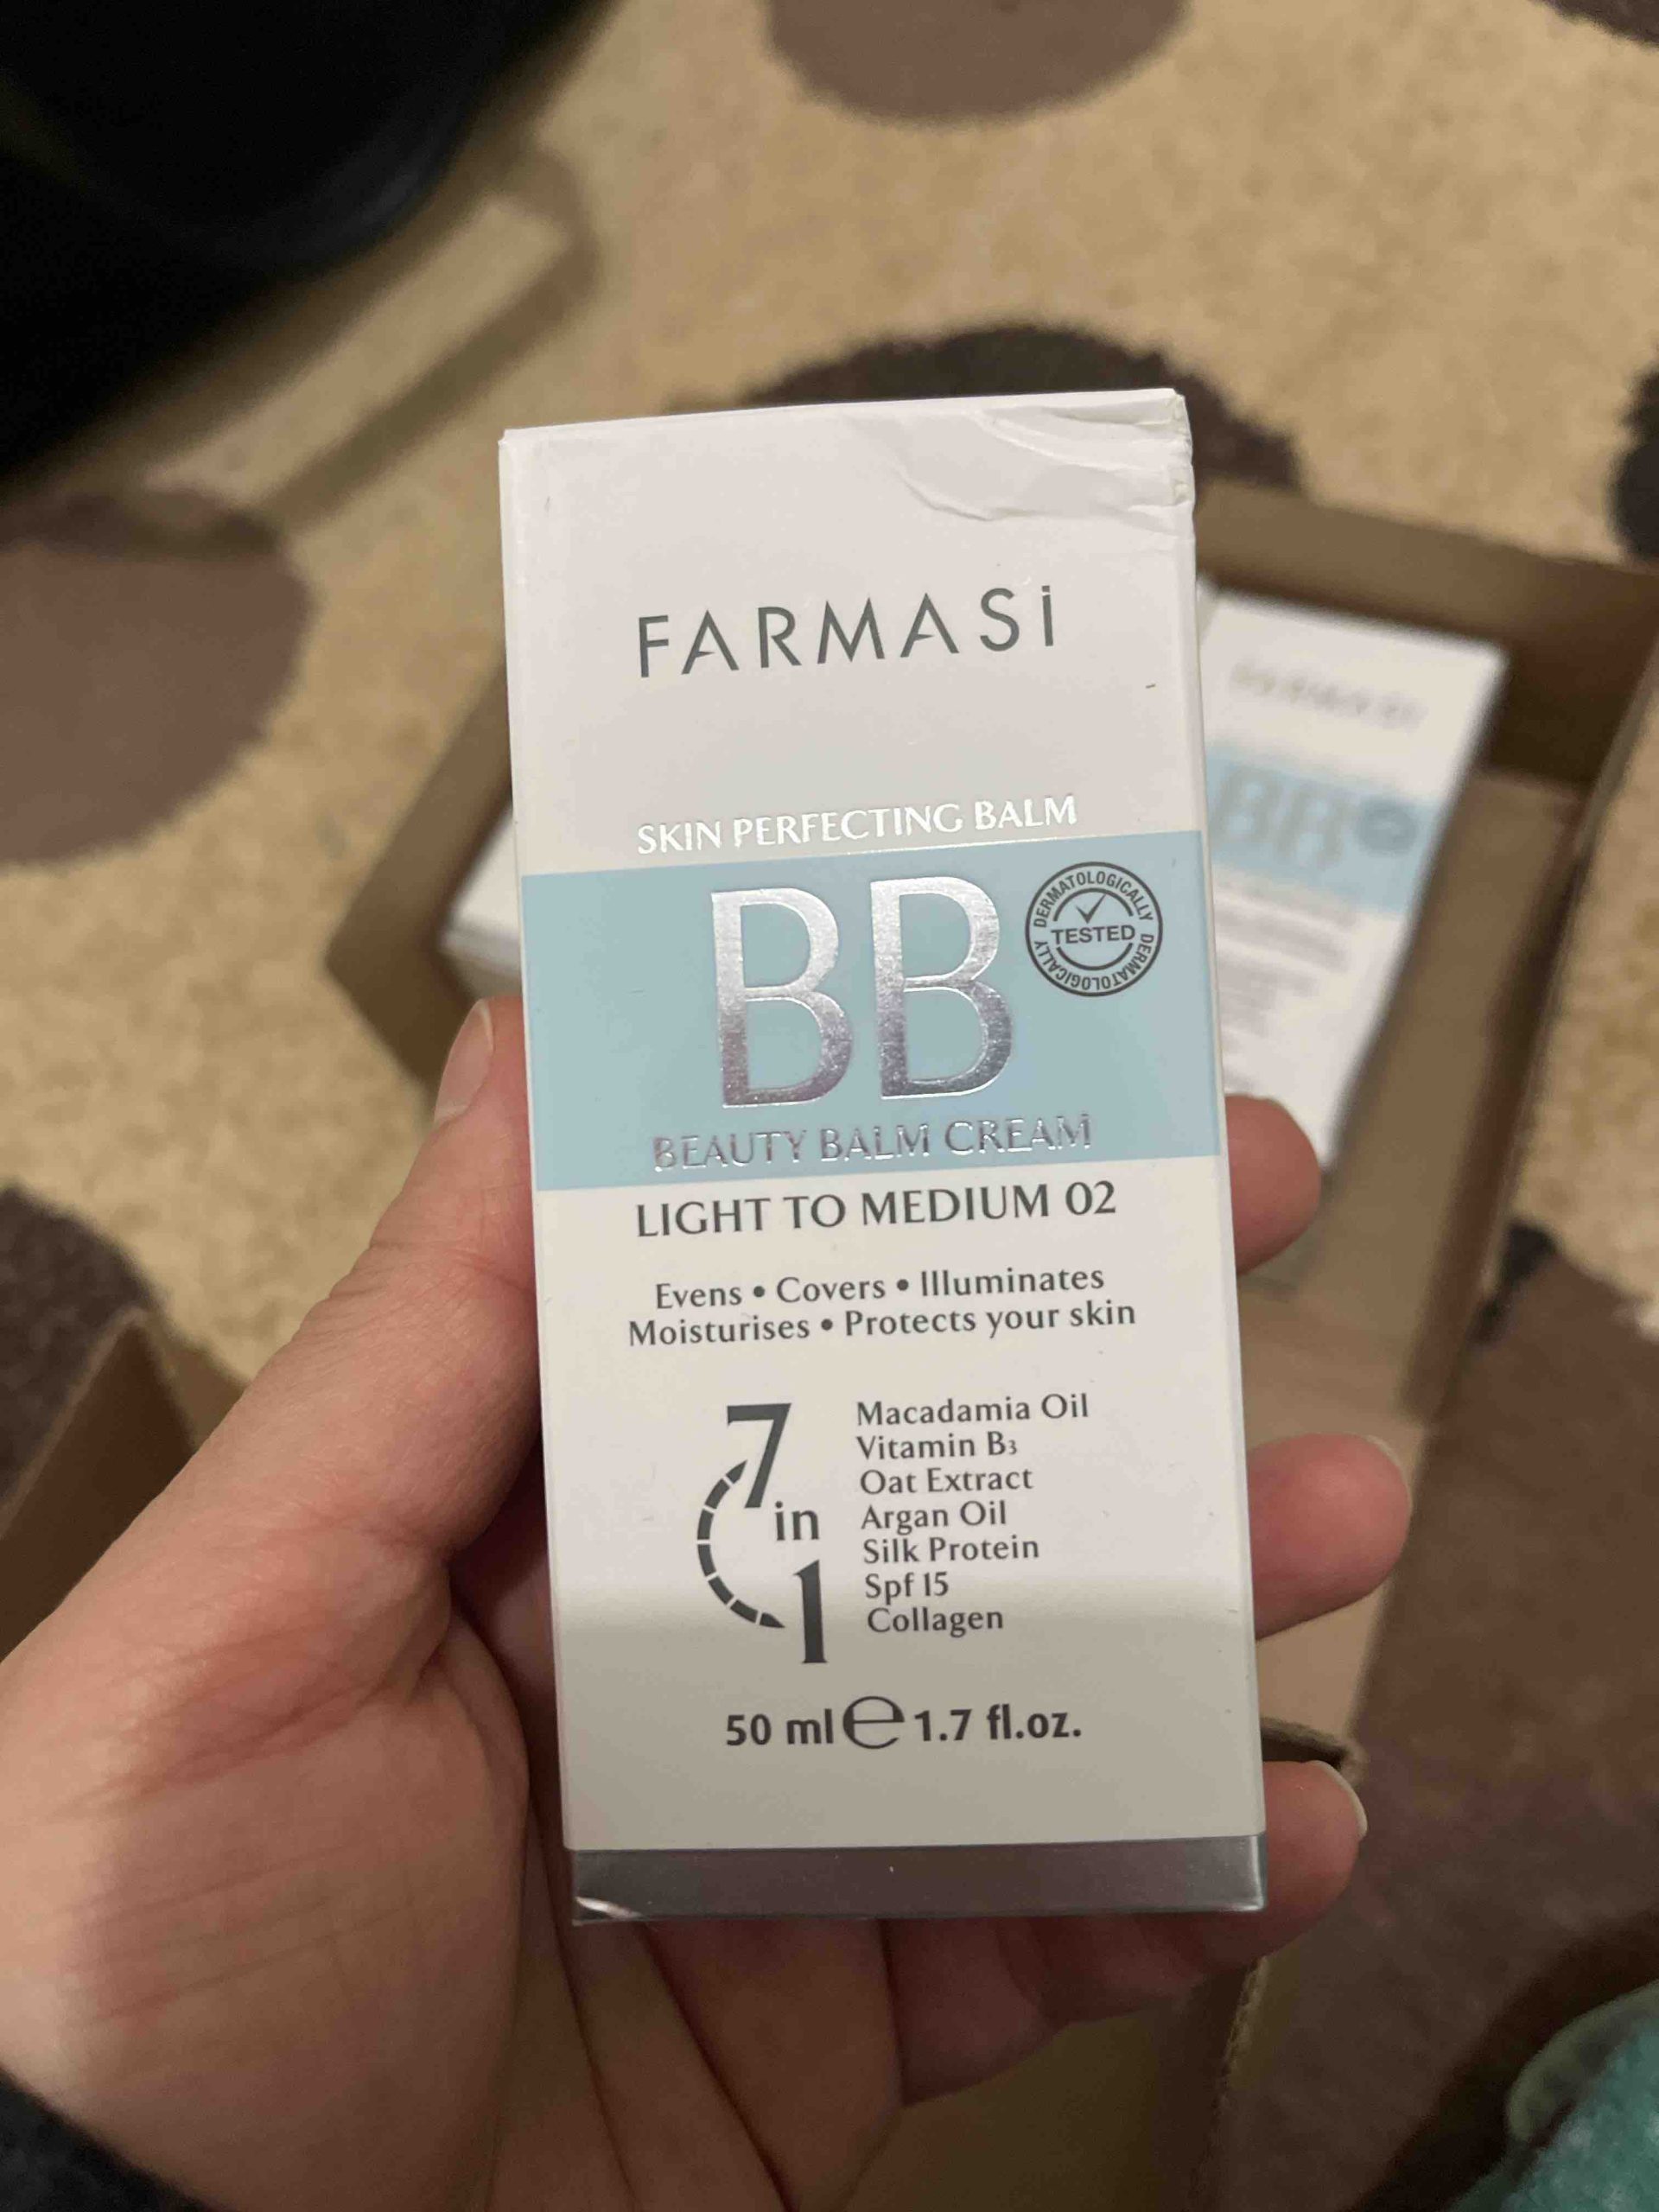 FARMASİ
SKIN PERFECTING BALM
BB
DERMATOLOGICALLY
TESTED
DERMATOLOGICALLY
BEAUTY BALM CREAM
LIGHT TO MEDIUM 02
Evens • Covers • Illuminates
Moisturises • Protects your skin
7 in 1
Macadamia Oil
Vitamin B3
Oat Extract
Argan Oil
Silk Protein
Spf 15
Collagen
50 ml ℮ 1.7 fl.oz.
FARMASİ
BB